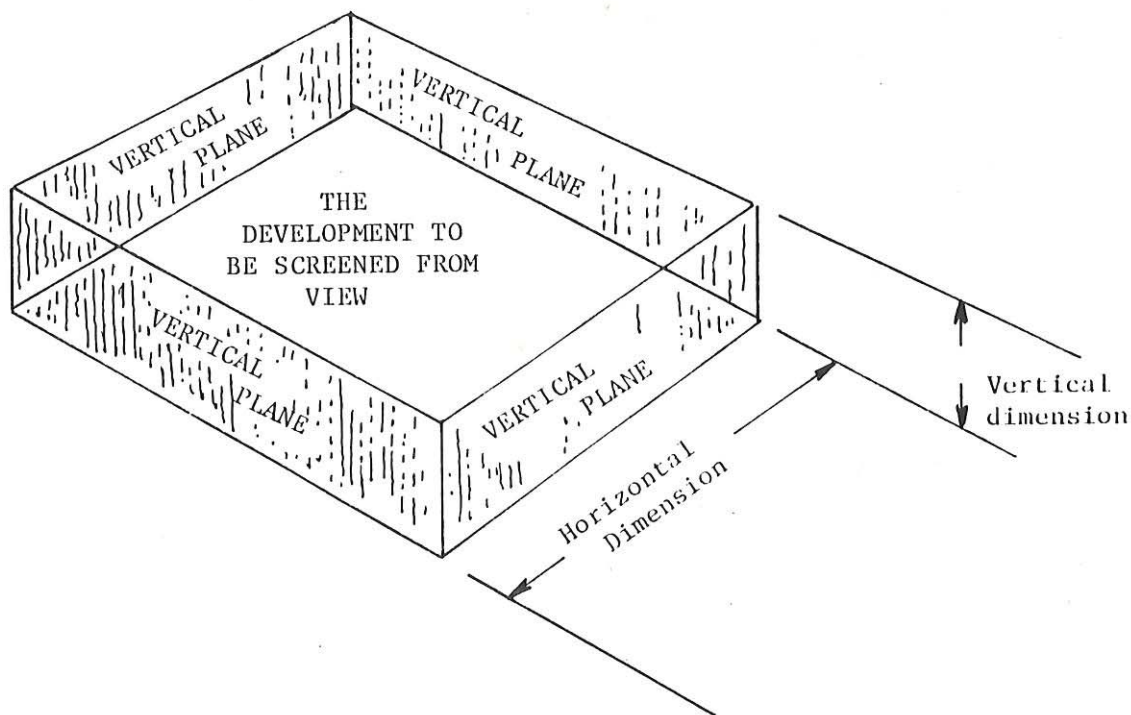 VERTICAL
PLANE
VERTICAL
PLANE
THE
DEVELOPMENT TO
BE SCREENED FROM
VIEW
VERTICAL
PLANE
VERTICAL
PLANE
Vertical
dimension
Horizontal
Dimension